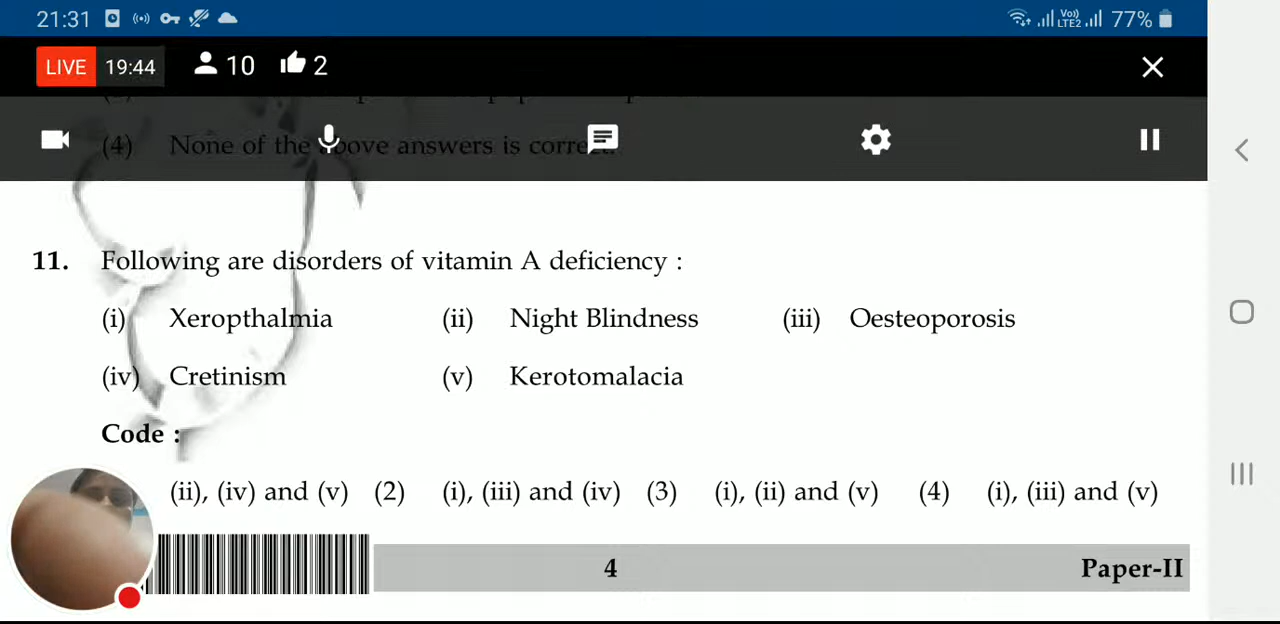 21:31 Vo) LTE2 77%
LIVE 19:44 10 2
(4) None of the above answers is correct.
11. Following are disorders of vitamin A deficiency :
(i) Xeropthalmia (ii) Night Blindness (iii) Oesteoporosis
(iv) Cretinism (v) Kerotomalacia
Code :
(ii), (iv) and (v) (2) (i), (iii) and (iv) (3) (i), (ii) and (v) (4) (i), (iii) and (v)
4 Paper-II